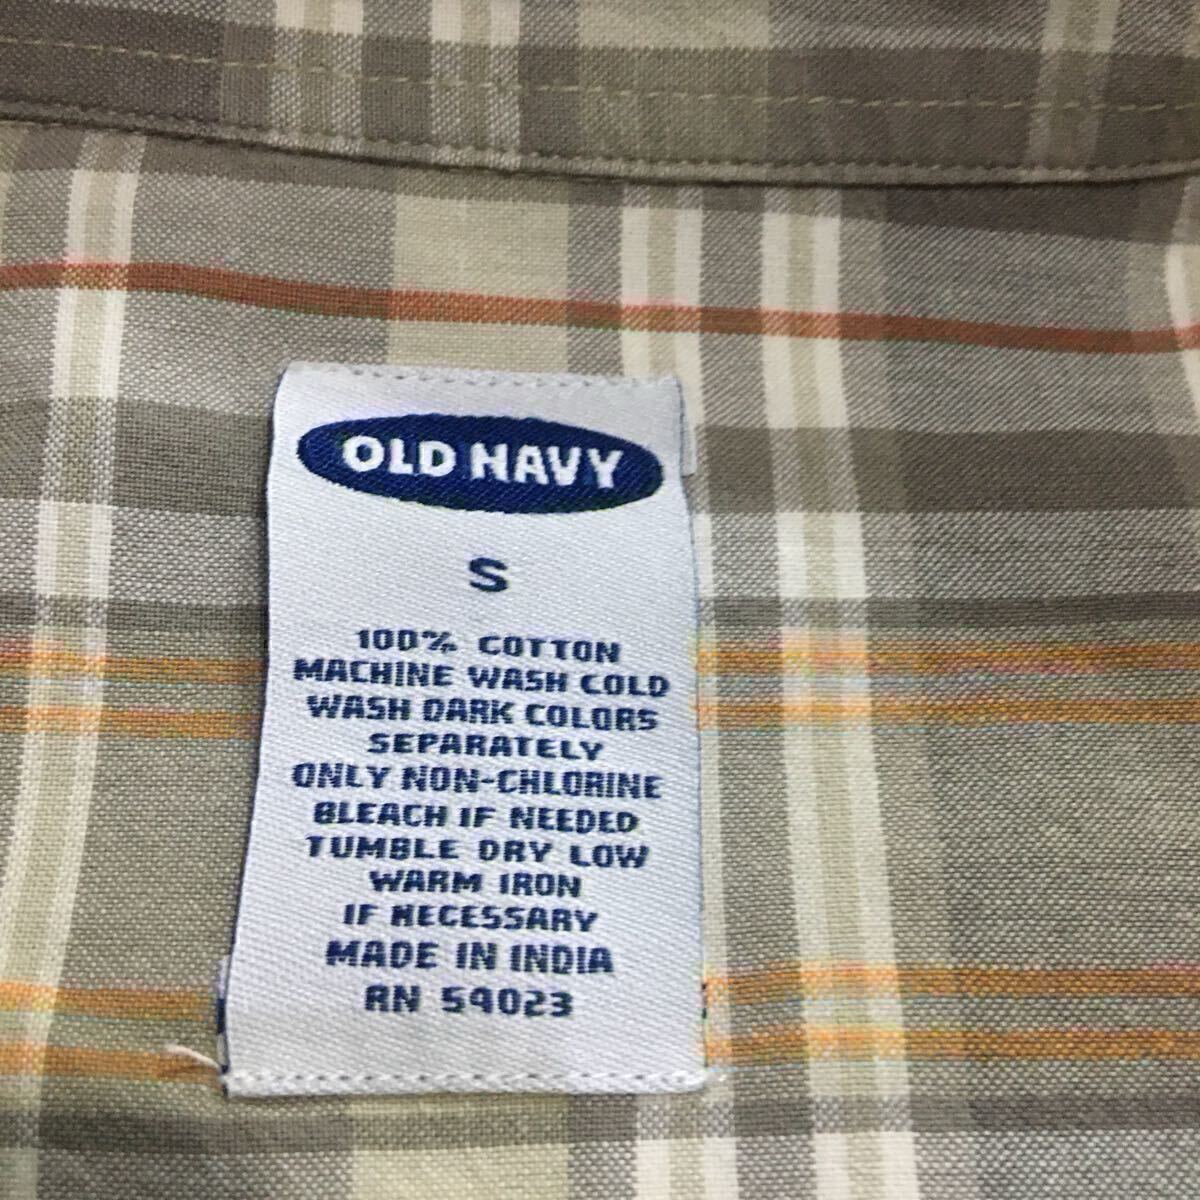 OLD NAVY
S
100% COTTON
MACHINE WASH COLD
WASH DARK COLORS
SEPARATELY
ONLY NON-CHLORINE
BLEACH IF NEEDED
TUMBLE DRY LOW
WARM IRON
IF NECESSARY
MADE IN INDIA
RN 54023